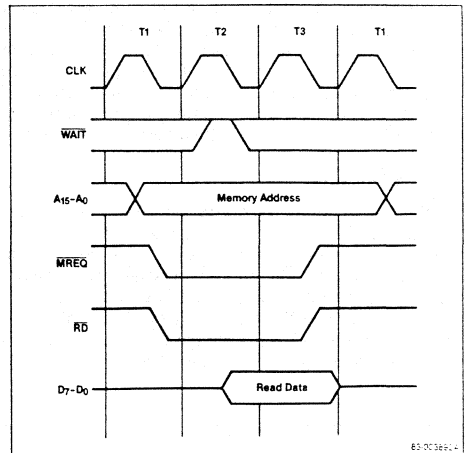 T1 T2 T3 T1
CLK
WAIT
A15-A0 Memory Address
MREQ
RD
D7-D0 Read Data